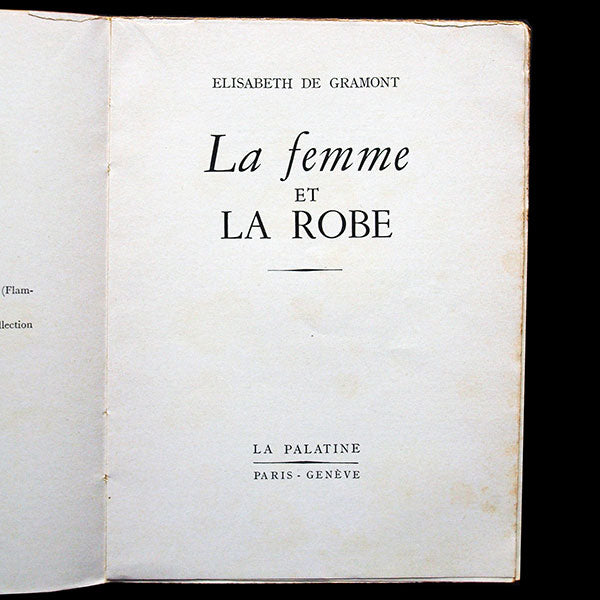 (Flam-
llection
ELISABETH DE GRAMONT
La femme
ET
LA ROBE
LA PALATINE
PARIS - GENÈVE